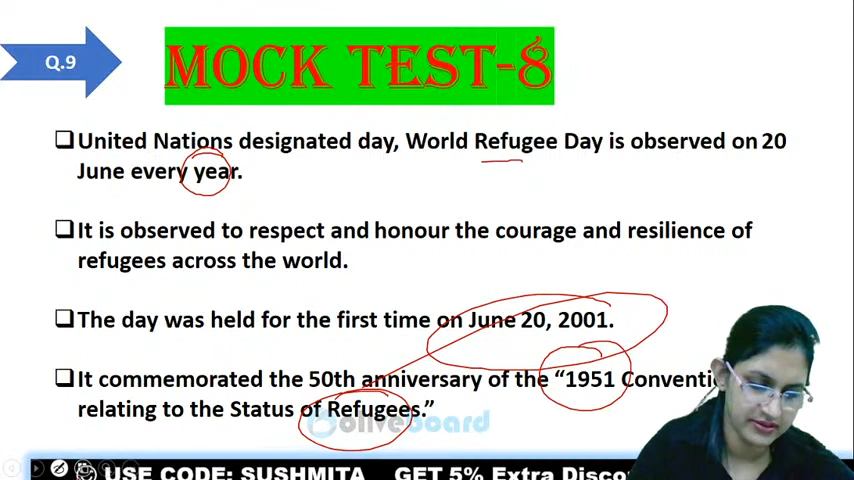 Q.9
MOCK TEST-8
United Nations designated day, World Refugee Day is observed on 20
June every year.
It is observed to respect and honour the courage and resilience of
refugees across the world.
The day was held for the first time on June 20, 2001.
It commemorated the 50th anniversary of the “1951
relating to the Status of Refugees.”
oliveboard
USE CODE: SUSHMITA GET 5% Extra